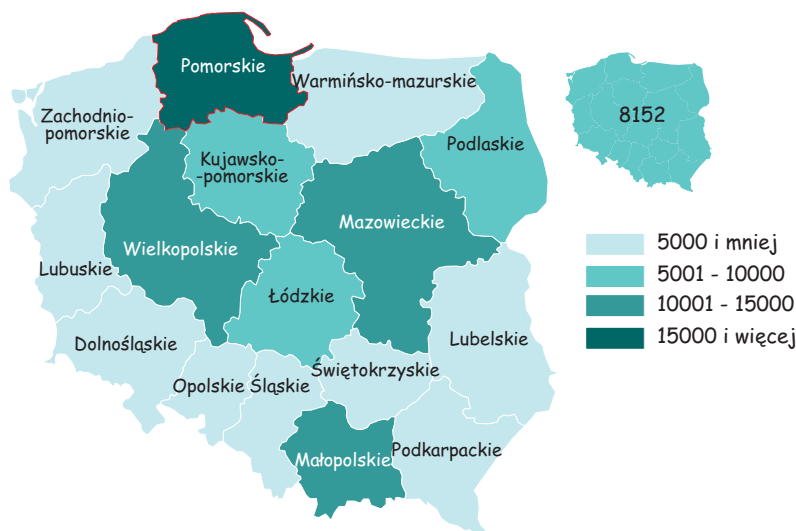 Pomorskie
Warmińsko-mazurskie
Zachodnio-
pomorskie
Kujawsko-
-pomorskie
Podlaskie
Mazowieckie
Wielkopolskie
Lubuskie
Łódzkie
Dolnośląskie
Lubelskie
Opolskie
Śląskie
Świętokrzyskie
Małopolskie
Podkarpackie
8152
5000 i mniej
5001 - 10000
10001 - 15000
15000 i więcej